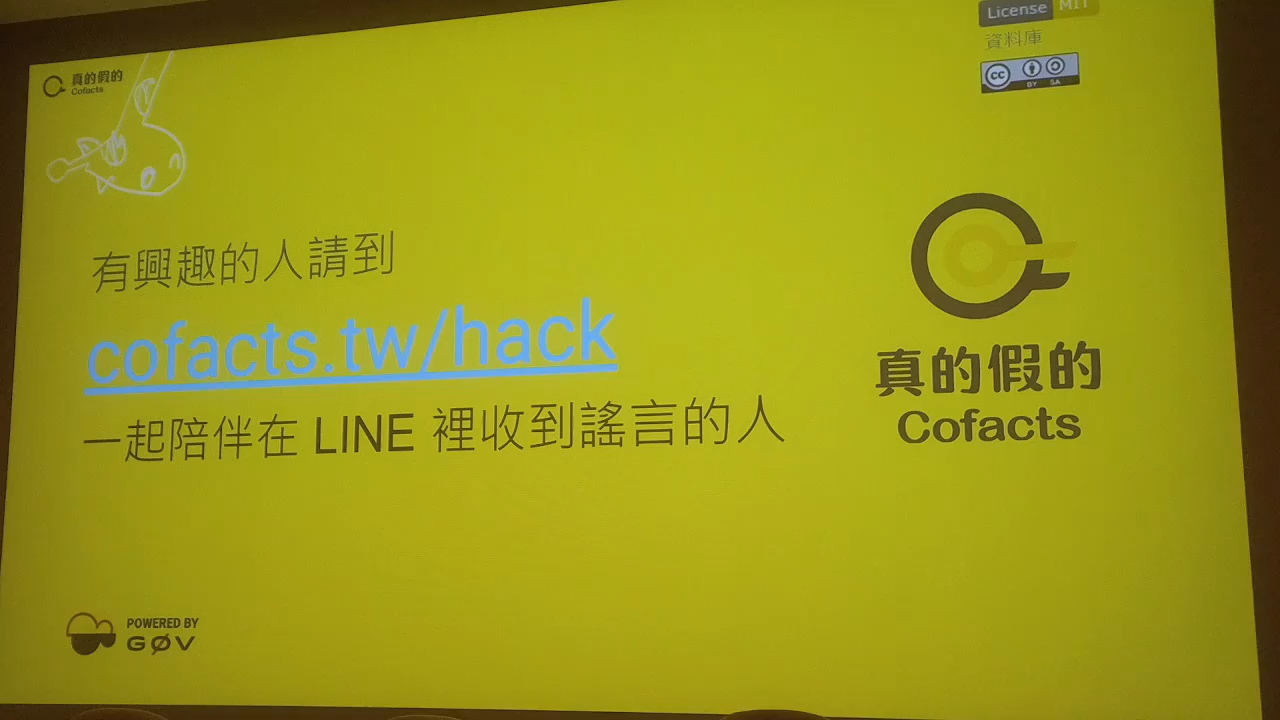 真的假的
Cofacts
License MIT
資料庫
cc
BY SA
有興趣的人請到
cofacts.tw/hack
一起陪伴在 LINE 裡收到謠言的人
真的假的
Cofacts
POWERED BY
GØV